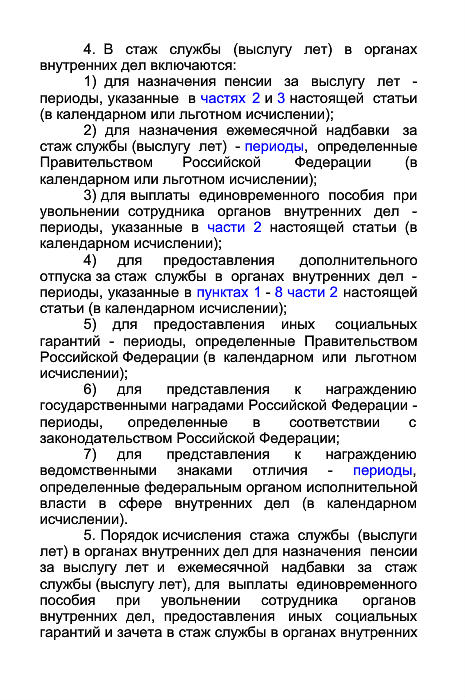 4. В стаж службы (выслугу лет) в органах
внутренних дел включаются:
1) для назначения пенсии за выслугу лет -
периоды, указанные в частях 2 и 3 настоящей статьи
(в календарном или льготном исчислении);
2) для назначения ежемесячной надбавки за
стаж службы (выслугу лет) - периоды, определенные
Правительством Российской Федерации (в
календарном или льготном исчислении);
3) для выплаты единовременного пособия при
увольнении сотрудника органов внутренних дел -
периоды, указанные в части 2 настоящей статьи (в
календарном исчислении);
4) для предоставления дополнительного
отпуска за стаж службы в органах внутренних дел -
периоды, указанные в пунктах 1 - 8 части 2 настоящей
статьи (в календарном исчислении);
5) для предоставления иных социальных
гарантий - периоды, определенные Правительством
Российской Федерации (в календарном или льготном
исчислении);
6) для представления к награждению
государственными наградами Российской Федерации -
периоды, определенные в соответствии с
законодательством Российской Федерации;
7) для представления к награждению
ведомственными знаками отличия - периоды,
определенные федеральным органом исполнительной
власти в сфере внутренних дел (в календарном
исчислении).
5. Порядок исчисления стажа службы (выслуги
лет) в органах внутренних дел для назначения пенсии
за выслугу лет и ежемесячной надбавки за стаж
службы (выслугу лет), для выплаты единовременного
пособия при увольнении сотрудника органов
внутренних дел, предоставления иных социальных
гарантий и зачета в стаж службы в органах внутренних